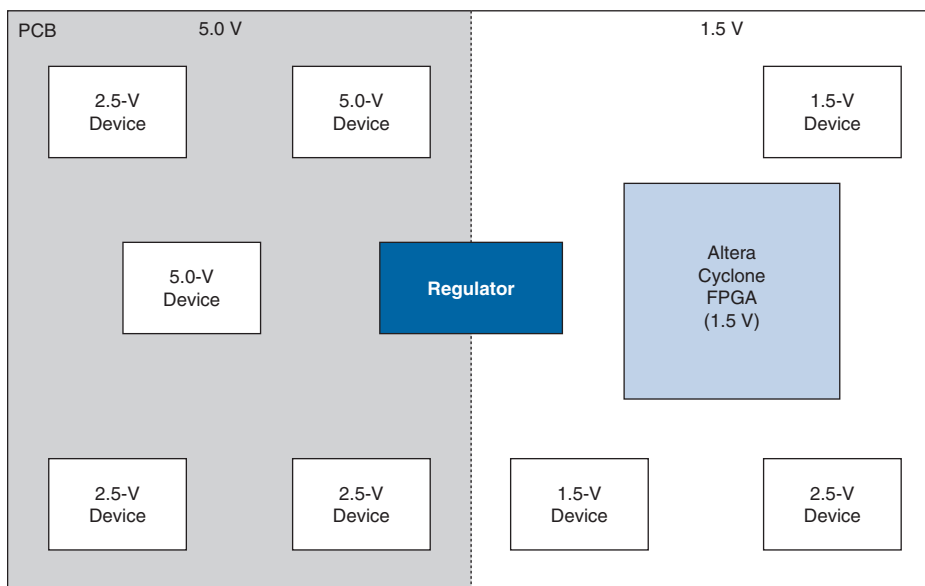 PCB
5.0 V
1.5 V
2.5-V
Device
5.0-V
Device
1.5-V
Device
5.0-V
Device
Regulator
Altera
Cyclone
FPGA
(1.5 V)
2.5-V
Device
2.5-V
Device
1.5-V
Device
2.5-V
Device